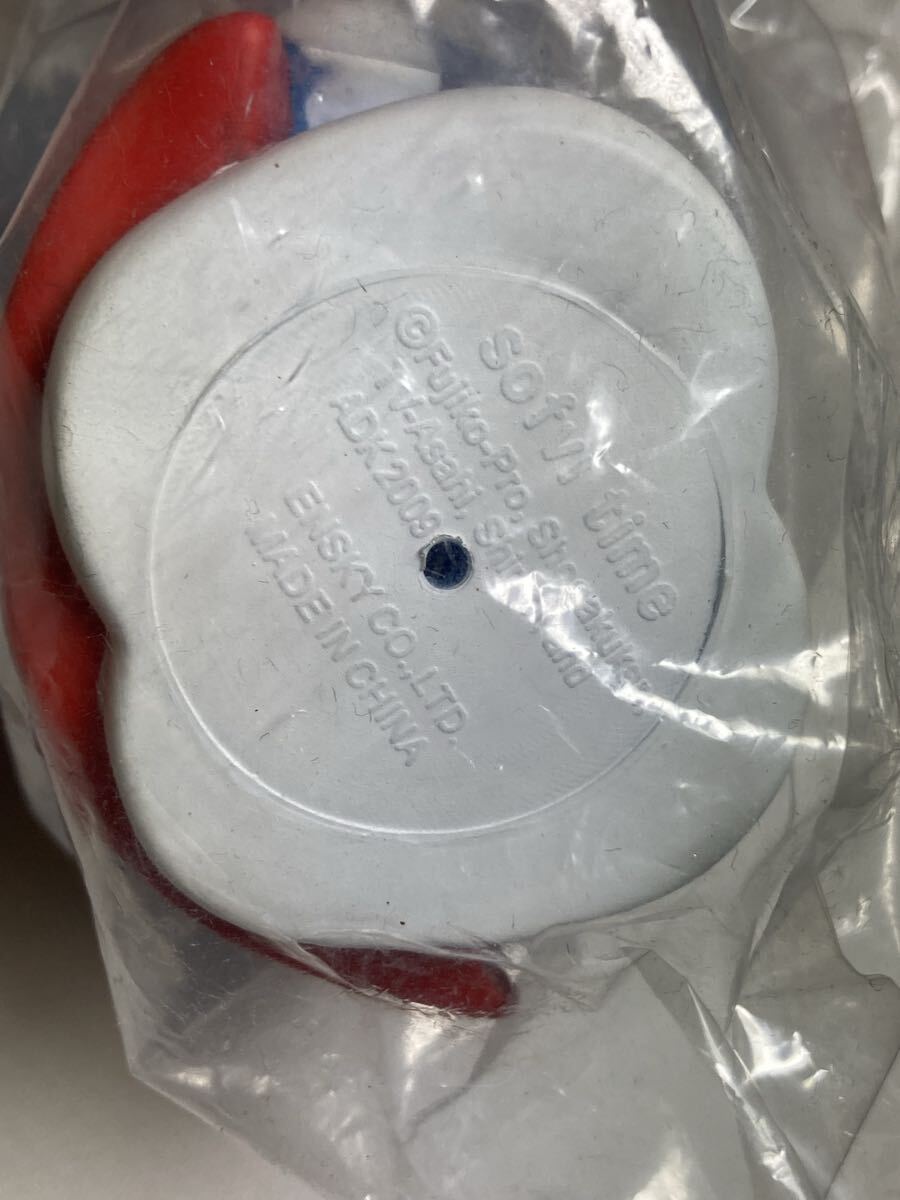 sofvi time
©Fujiko-Pro, Shogakukan,
TV-Asahi, Shin-ei, and
ADK2009
ENSKY CO.,LTD.
MADE IN CHINA